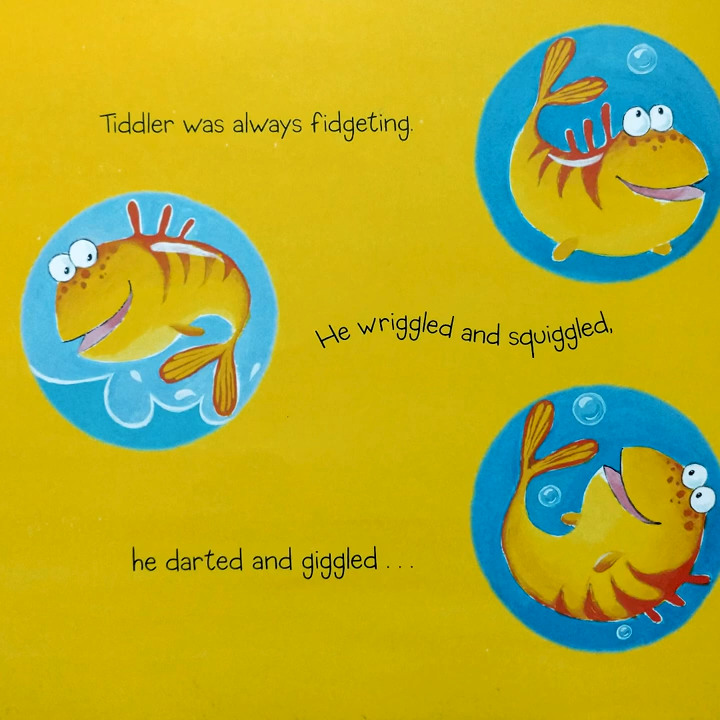 Tiddler was always fidgeting.
He wriggled and squiggled,
he darted and giggled . . .